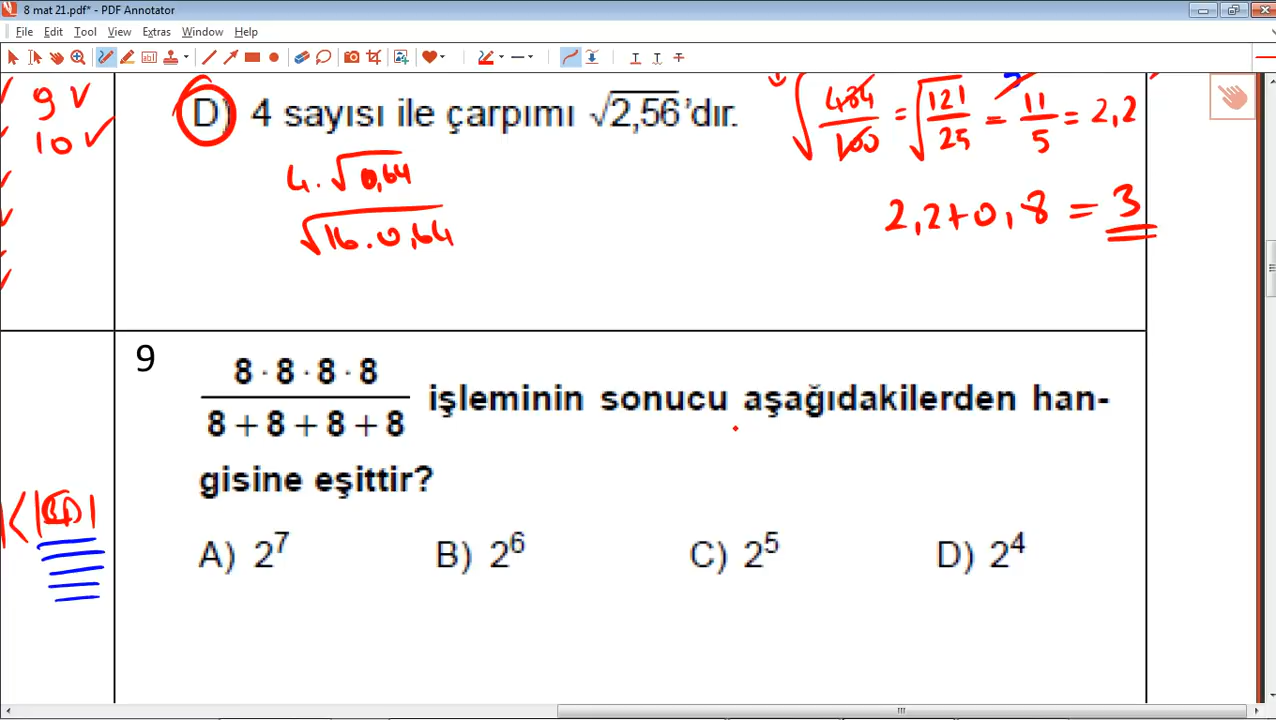 8 mat 21.pdf* - PDF Annotator
File Edit Tool View Extras Window Help
9 √
10 √
D) 4 sayısı ile çarpımı √2,56'dır.
4.√0,64
√16.0,64
√484/100 = √121/25 = 11/5 = 2,2
2,2+0,8 = 3
9
8 · 8 · 8 · 8
8 + 8 + 8 + 8
işleminin sonucu aşağıdakilerden han-
gisine eşittir?
A) 2⁷ B) 2⁶ C) 2⁵ D) 2⁴